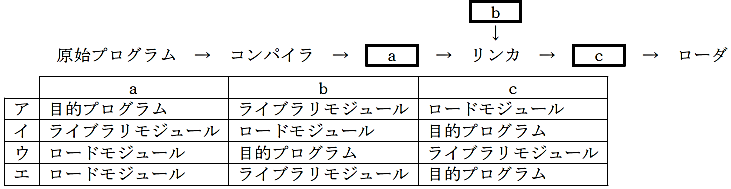 b
↓
原始プログラム → コンパイラ → a → リンカ → c → ローダ
a b c
ア 目的プログラム ライブラリモジュール ロードモジュール
イ ライブラリモジュール ロードモジュール 目的プログラム
ウ ロードモジュール 目的プログラム ライブラリモジュール
エ ロードモジュール ライブラリモジュール 目的プログラム